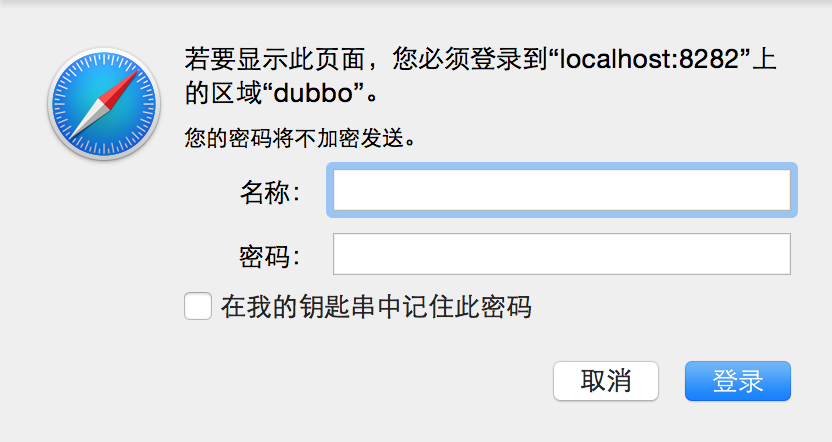 若要显示此页面，您必须登录到“localhost:8282”上
的区域“dubbo”。
您的密码将不加密发送。
名称：
密码：
在我的钥匙串中记住此密码
取消 登录